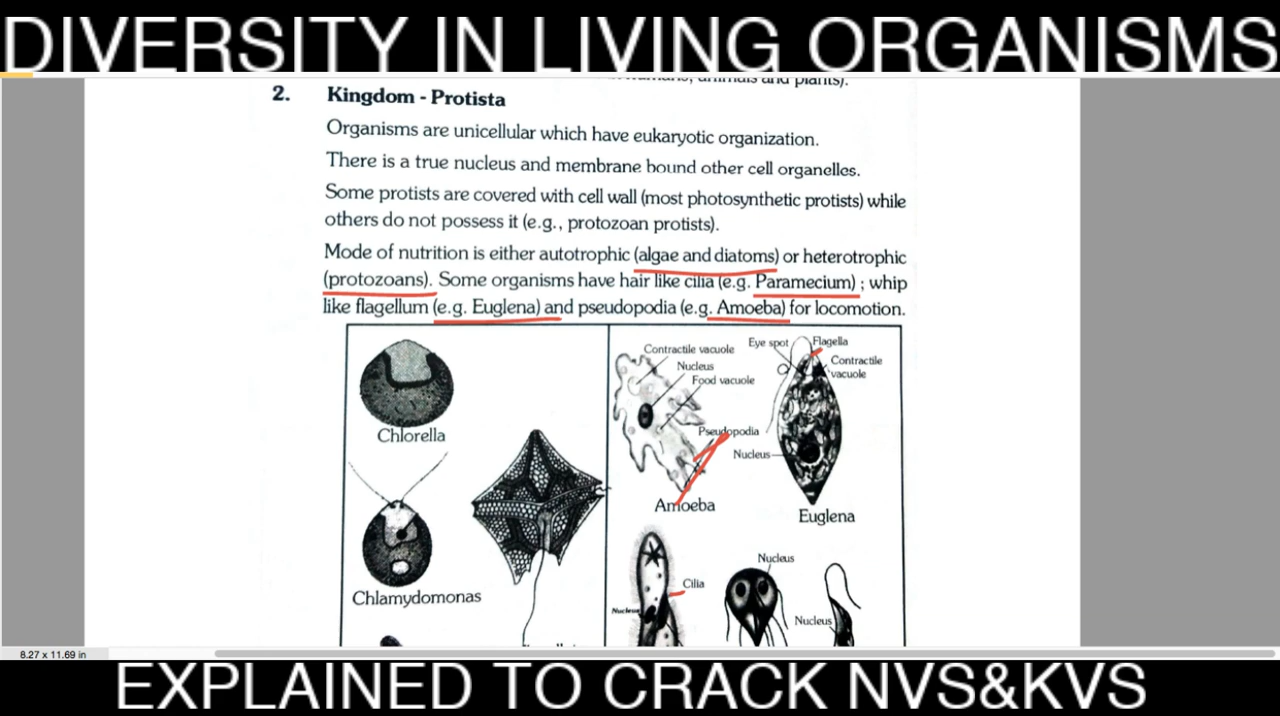 DIVERSITY IN LIVING ORGANISMS
animals and plants).
2. Kingdom - Protista
Organisms are unicellular which have eukaryotic organization.
There is a true nucleus and membrane bound other cell organelles.
Some protists are covered with cell wall (most photosynthetic protists) while
others do not possess it (e.g., protozoan protists).
Mode of nutrition is either autotrophic (algae and diatoms) or heterotrophic
(protozoans). Some organisms have hair like cilia (e.g. Paramecium) ; whip
like flagellum (e.g. Euglena) and pseudopodia (e.g. Amoeba) for locomotion.
Chlorella
Chlamydomonas
Contractile vacuole
Nucleus
Food vacuole
Pseudopodia
Amoeba
Eye spot
Flagella
Contractile
vacuole
Nucleus
Euglena
Cilia
Nucleus
Nucleus
Nucleus
8.27 x 11.69 in
EXPLAINED TO CRACK NVS&KVS